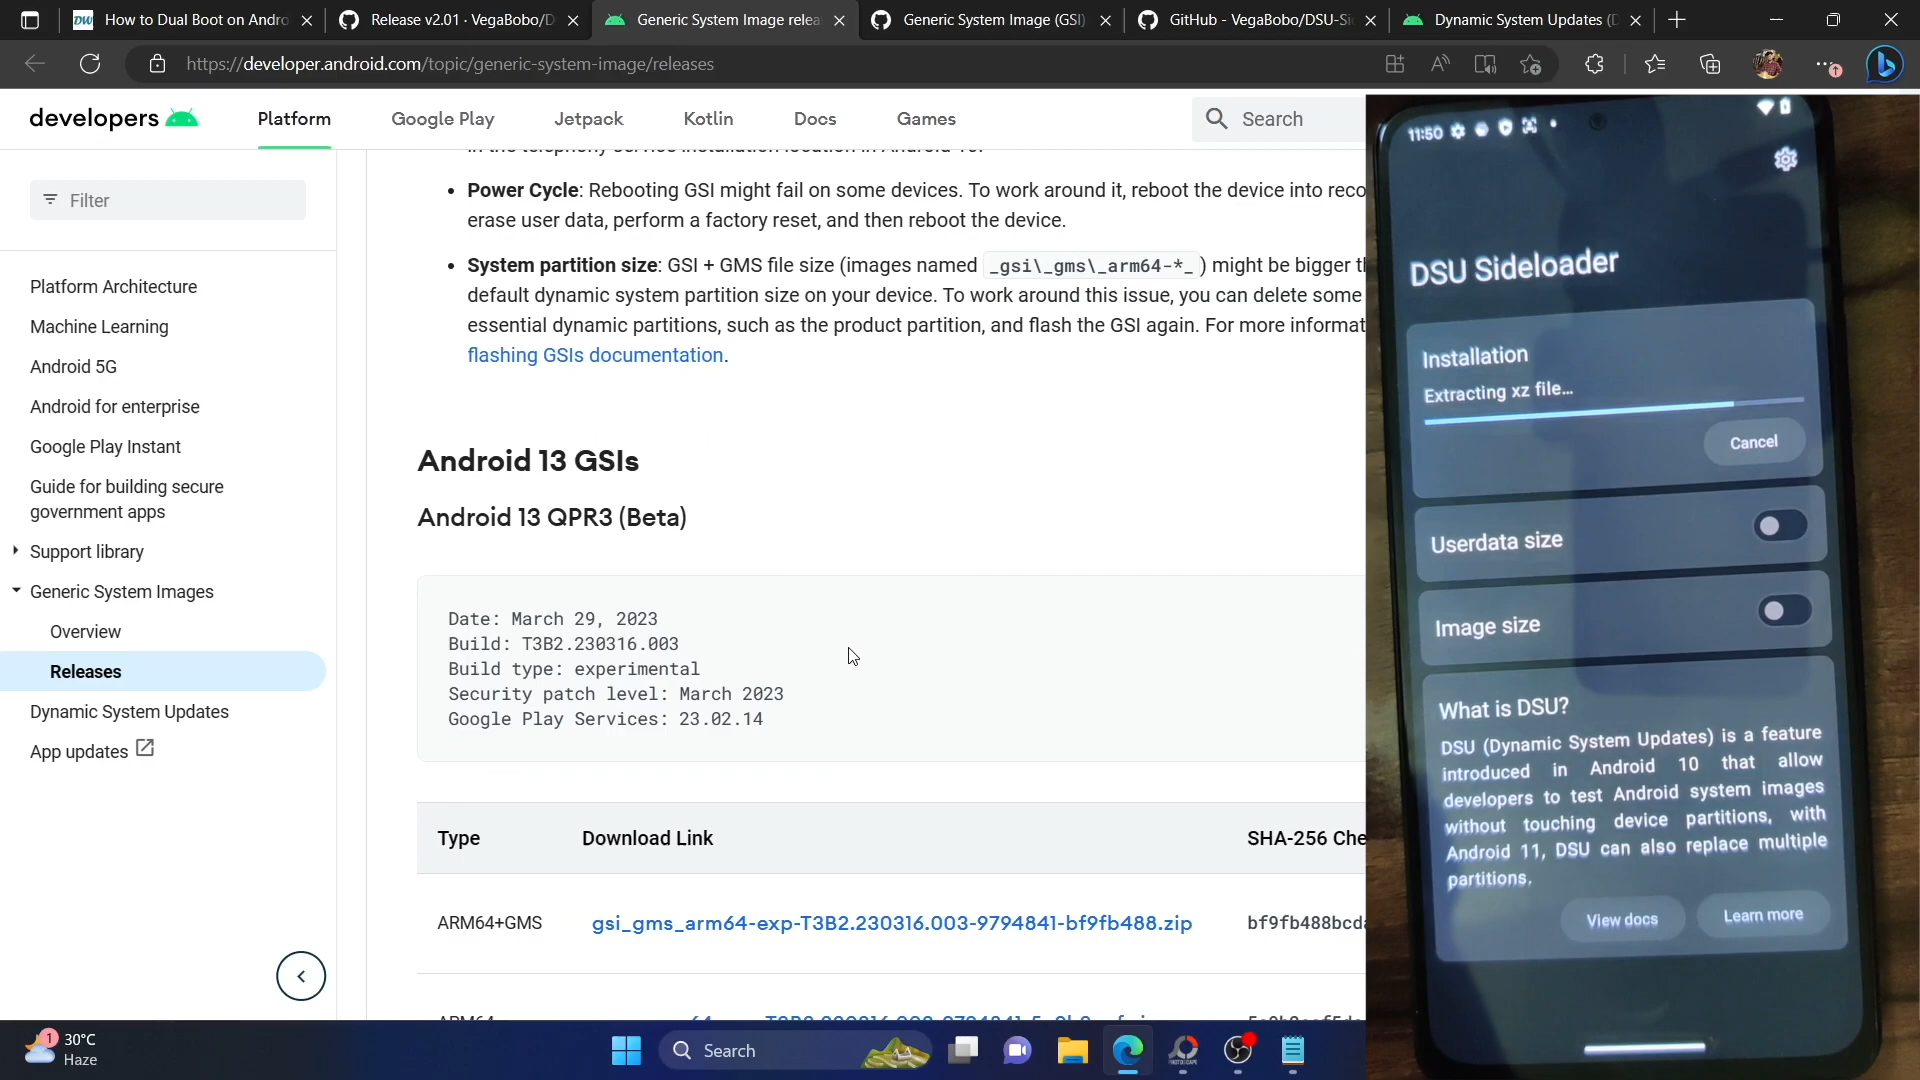 How to Dual Boot on Andro
Release v2.01 · VegaBobo/D
Generic System Image relea
Generic System Image (GSI)
GitHub - VegaBobo/DSU-Si
Dynamic System Updates (D
https://developer.android.com/topic/generic-system-image/releases
developers
Platform
Google Play
Jetpack
Kotlin
Docs
Games
Search
Filter
Platform Architecture
Machine Learning
Android 5G
Android for enterprise
Google Play Instant
Guide for building secure
government apps
Support library
Generic System Images
Overview
Releases
Dynamic System Updates
App updates
Power Cycle: Rebooting GSI might fail on some devices. To work around it, reboot the device into reco
erase user data, perform a factory reset, and then reboot the device.
System partition size: GSI + GMS file size (images named _gsi\_gms\_arm64-*_ ) might be bigger th
default dynamic system partition size on your device. To work around this issue, you can delete some
essential dynamic partitions, such as the product partition, and flash the GSI again. For more informat
flashing GSIs documentation.
Android 13 GSIs
Android 13 QPR3 (Beta)
Date: March 29, 2023
Build: T3B2.230316.003
Build type: experimental
Security patch level: March 2023
Google Play Services: 23.02.14
Type
Download Link
SHA-256 Che
ARM64+GMS
gsi_gms_arm64-exp-T3B2.230316.003-9794841-bf9fb488.zip
bf9fb488bcda
11:50
DSU Sideloader
Installation
Extracting xz file...
Cancel
Userdata size
Image size
What is DSU?
DSU (Dynamic System Updates) is a feature
introduced in Android 10 that allow
developers to test Android system images
without touching device partitions, with
Android 11, DSU can also replace multiple
partitions.
View docs
Learn more
1
30°C
Haze
Search